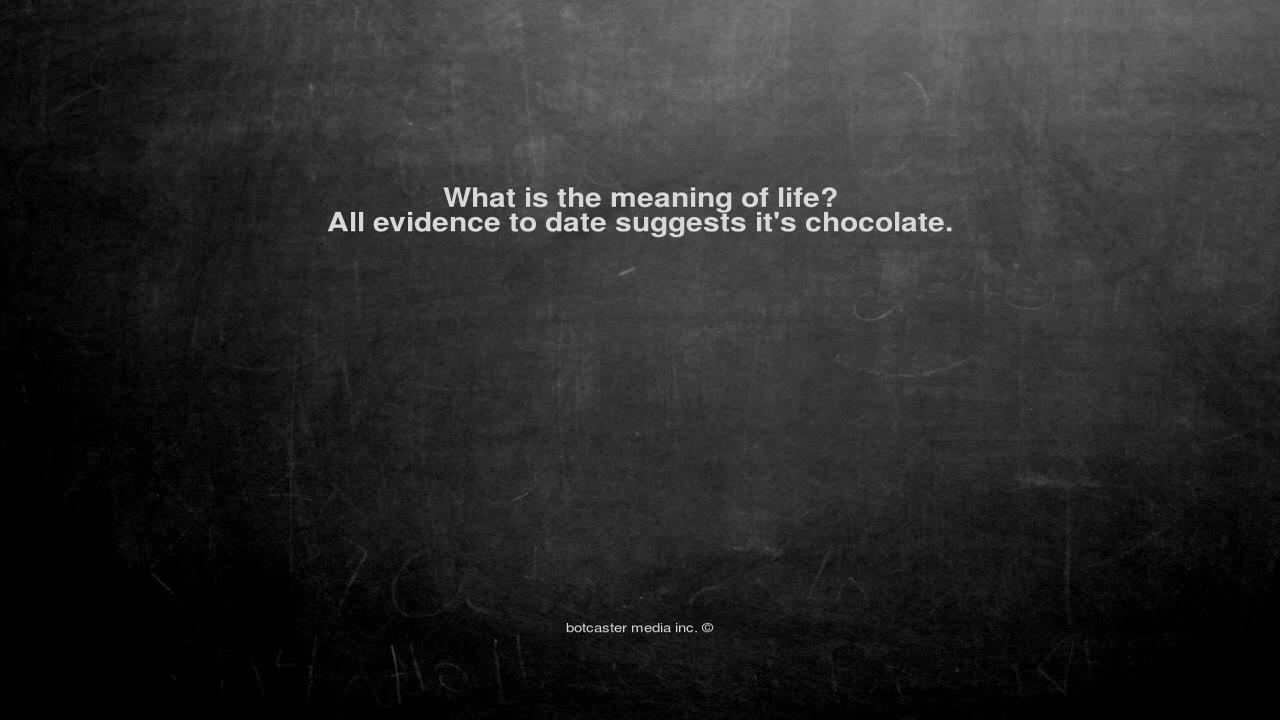 What is the meaning of life?
All evidence to date suggests it's chocolate.
botcaster media inc. ©